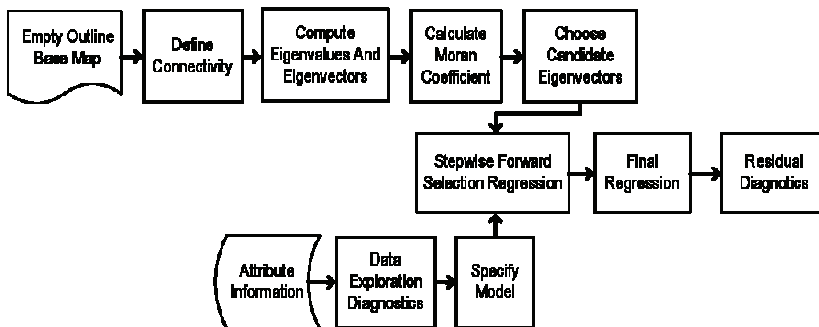 Empty Outline
Base Map
Define
Connectivity
Compute
Eigenvalues And
Eigenvectors
Calculate
Moran
Coefficient
Choose
Candidate
Eigenvectors
Stepwise Forward
Selection Regression
Final
Regression
Residual
Diagnotics
Attribute
Information
Data
Exploration
Diagnostics
Specify
Model